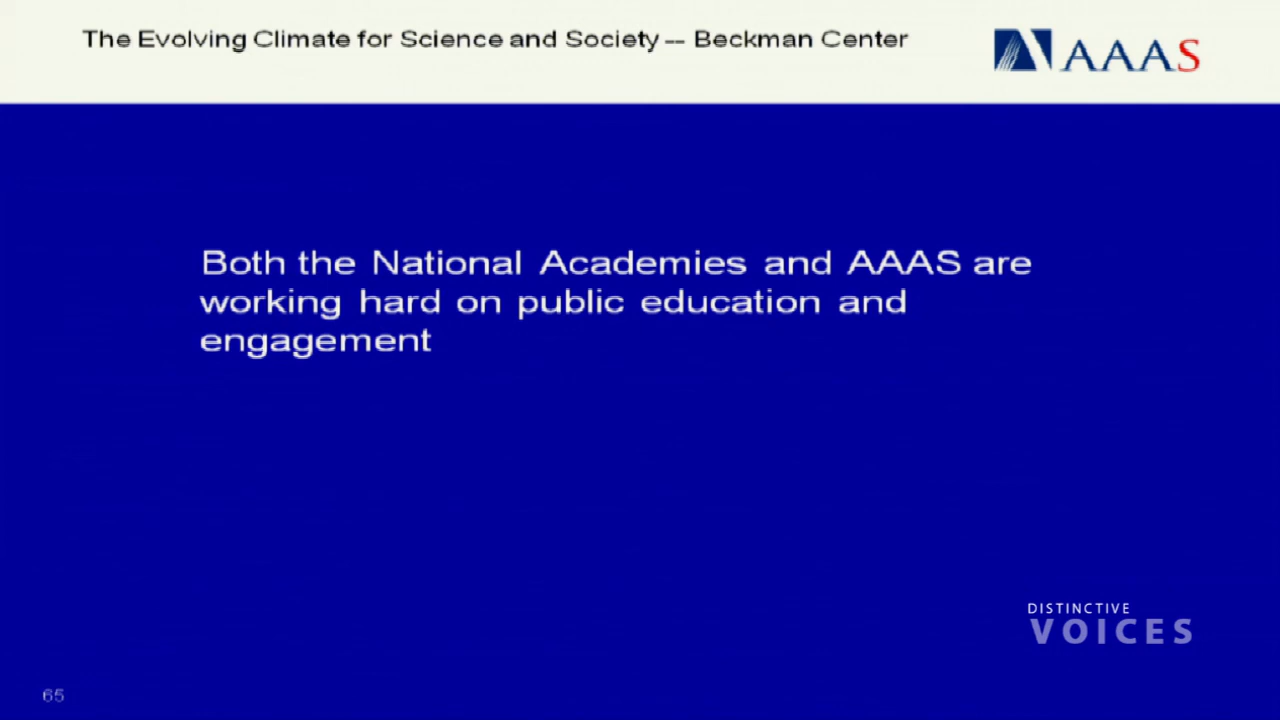 The Evolving Climate for Science and Society -- Beckman Center
AAAS
Both the National Academies and AAAS are
working hard on public education and
engagement
DISTINCTIVE
VOICES
65